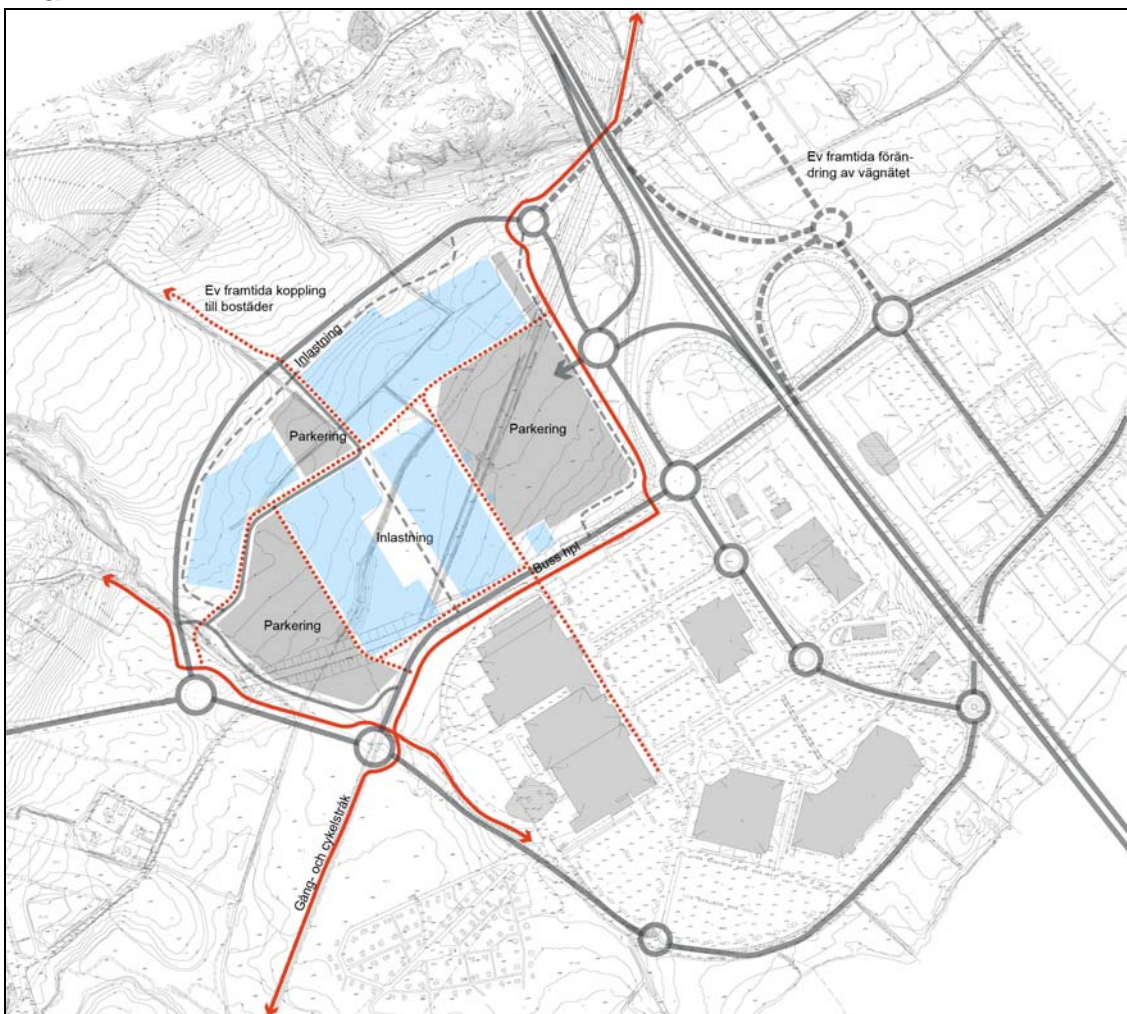 Ev framtida förän-
dring av vägnätet
Ev framtida koppling
till bostäder
Inlastning
Parkering
Parkering
Inlastning
Buss hpl
Parkering
Gång- och cykelstråk